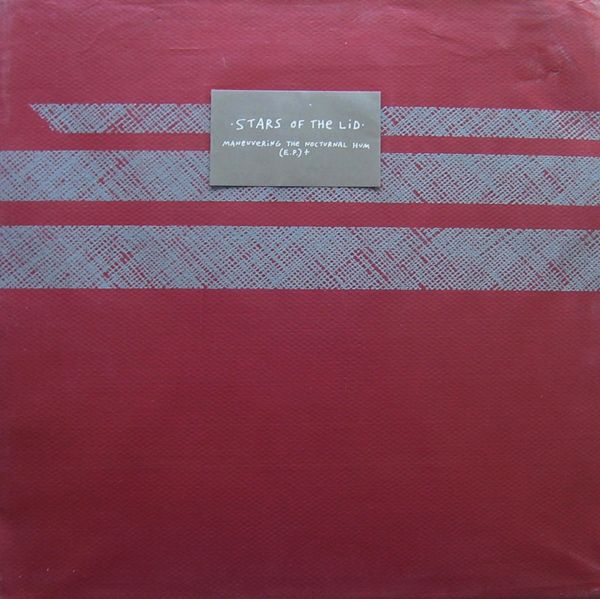 ·STARS OF THE LiD·
MANEUVERING THE NOCTURNAL HUM
(E.P.) +